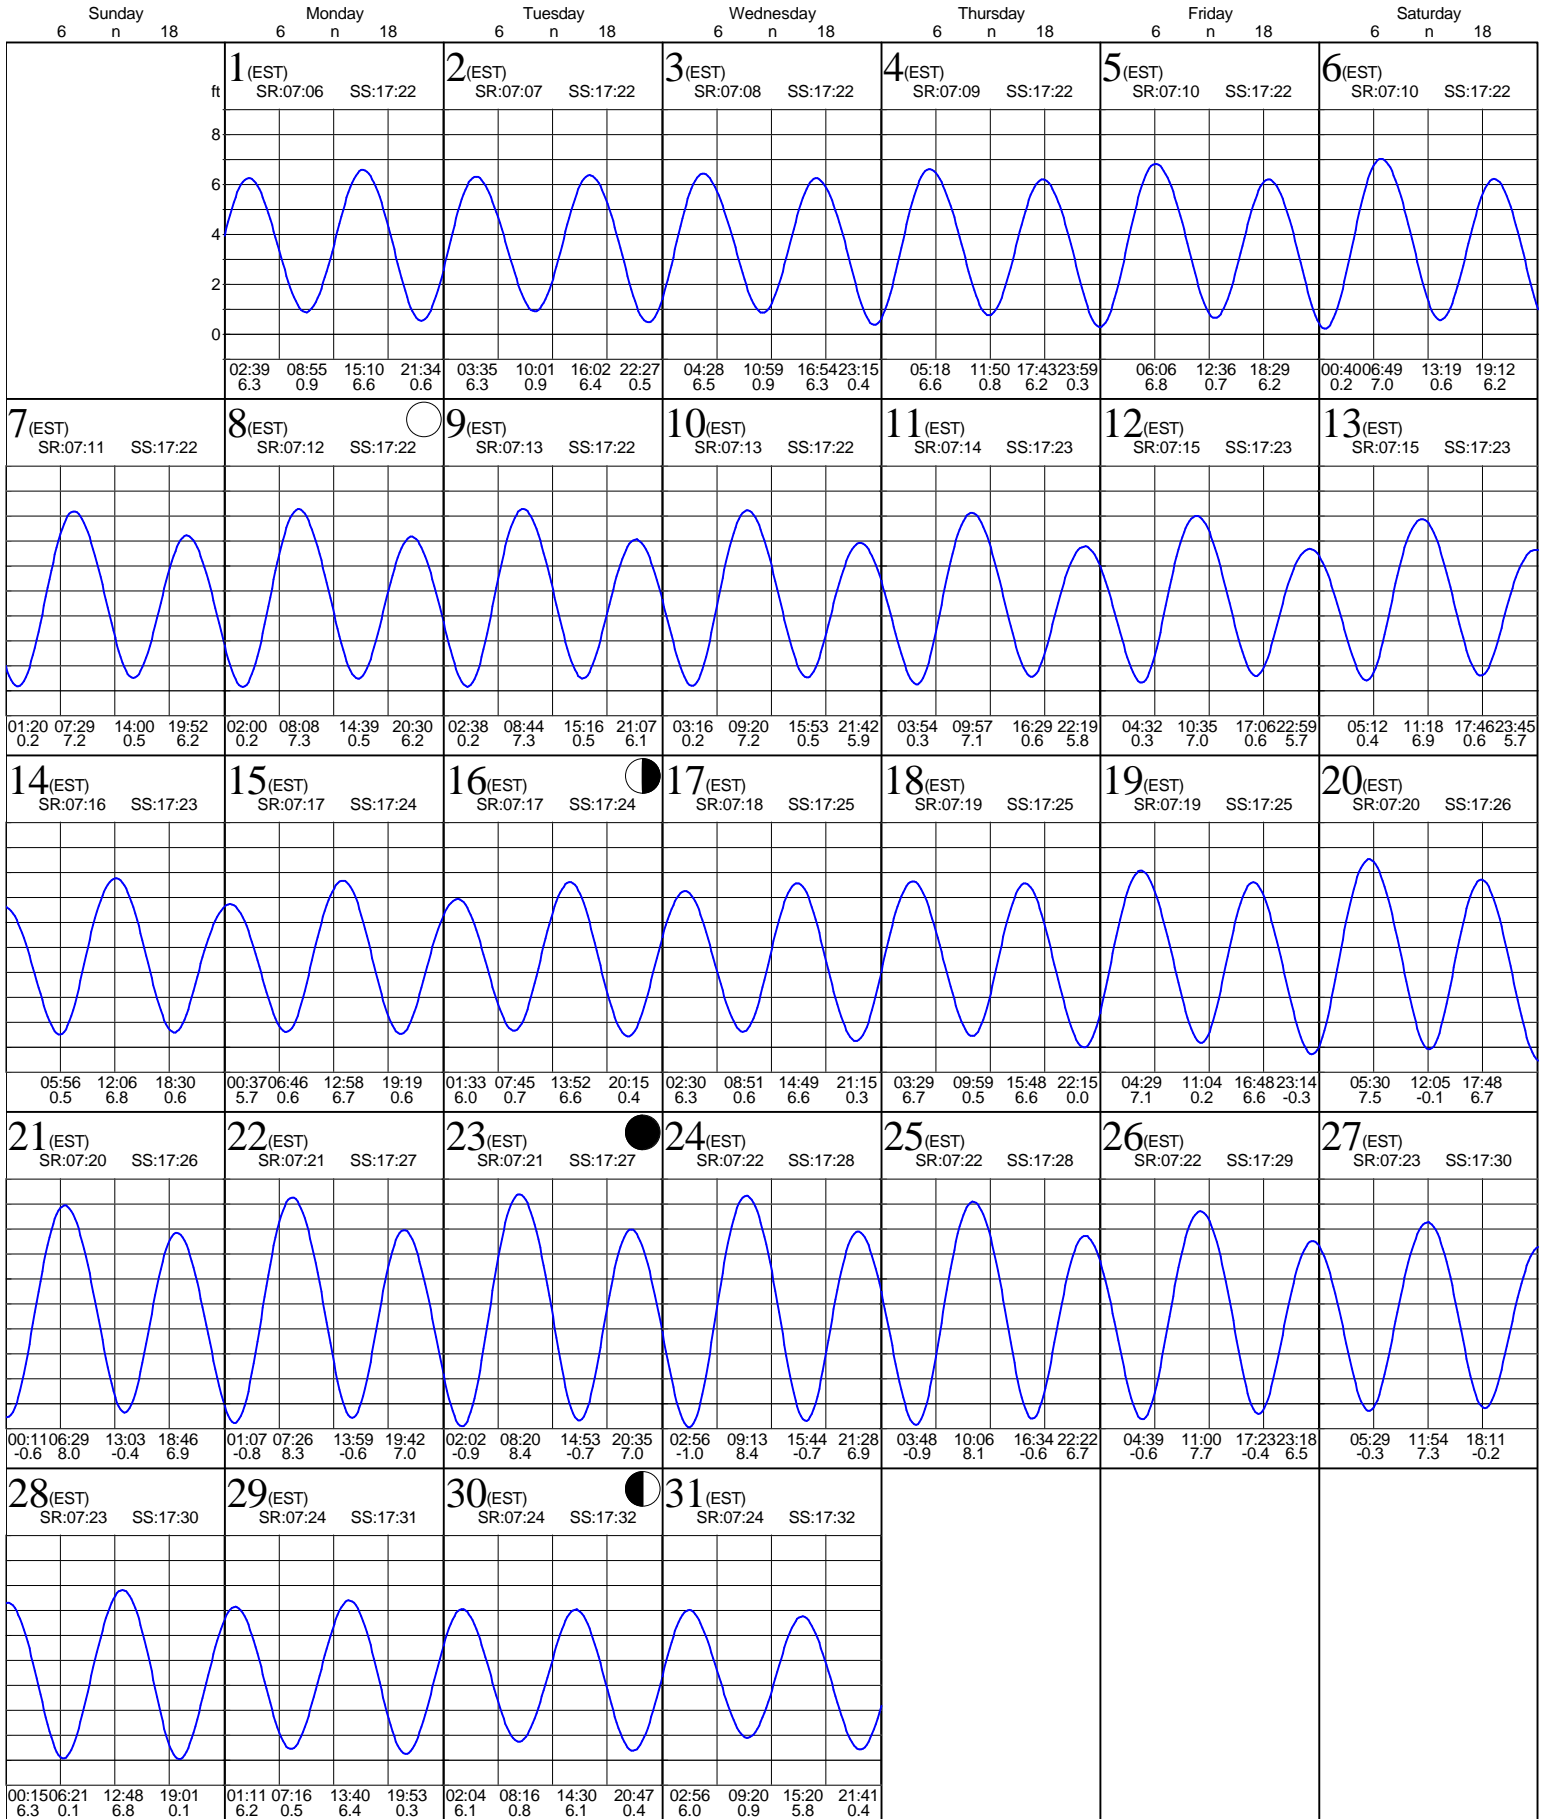 Sunday Monday Tuesday Wednesday Thursday Friday Saturday
6 n 18 6 n 18 6 n 18 6 n 18 6 n 18 6 n 18 6 n 18
1(EST) 2(EST) 3(EST) 4(EST) 5(EST) 6(EST)
ft SR:07:06 SS:17:22 SR:07:07 SS:17:22 SR:07:08 SS:17:22 SR:07:09 SS:17:22 SR:07:10 SS:17:22 SR:07:10 SS:17:22
8
6
4
2
0
02:39 08:55 15:10 21:34 03:35 10:01 16:02 22:27 04:28 10:59 16:54 23:15 05:18 11:50 17:43 23:59 06:06 12:36 18:29 00:40 06:49 13:19 19:12
6.3 0.9 6.6 0.6 6.3 0.9 6.4 0.5 6.5 0.9 6.3 0.4 6.6 0.8 6.2 0.3 6.8 0.7 6.2 0.2 7.0 0.6 6.2
7(EST) 8(EST) 9(EST) 10(EST) 11(EST) 12(EST) 13(EST)
SR:07:11 SS:17:22 SR:07:12 SS:17:22 SR:07:13 SS:17:22 SR:07:13 SS:17:22 SR:07:14 SS:17:23 SR:07:15 SS:17:23 SR:07:15 SS:17:23
01:20 07:29 14:00 19:52 02:00 08:08 14:39 20:30 02:38 08:44 15:16 21:07 03:16 09:20 15:53 21:42 03:54 09:57 16:29 22:19 04:32 10:35 17:06 22:59 05:12 11:18 17:46 23:45
0.2 7.2 0.5 6.2 0.2 7.3 0.5 6.2 0.2 7.3 0.5 6.1 0.2 7.2 0.5 5.9 0.3 7.1 0.6 5.8 0.3 7.0 0.6 5.7 0.4 6.9 0.6 5.7
14(EST) 15(EST) 16(EST) 17(EST) 18(EST) 19(EST) 20(EST)
SR:07:16 SS:17:23 SR:07:17 SS:17:24 SR:07:17 SS:17:24 SR:07:18 SS:17:25 SR:07:19 SS:17:25 SR:07:19 SS:17:25 SR:07:20 SS:17:26
05:56 12:06 18:30 00:37 06:46 12:58 19:19 01:33 07:45 13:52 20:15 02:30 08:51 14:49 21:15 03:29 09:59 15:48 22:15 04:29 11:04 16:48 23:14 05:30 12:05 17:48
0.5 6.8 0.6 5.7 0.6 6.7 0.6 6.0 0.7 6.6 0.4 6.3 0.6 6.6 0.3 6.7 0.5 6.6 0.0 7.1 0.2 6.6 -0.3 7.5 -0.1 6.7
21(EST) 22(EST) 23(EST) 24(EST) 25(EST) 26(EST) 27(EST)
SR:07:20 SS:17:26 SR:07:21 SS:17:27 SR:07:21 SS:17:27 SR:07:22 SS:17:28 SR:07:22 SS:17:28 SR:07:22 SS:17:29 SR:07:23 SS:17:30
00:11 06:29 13:03 18:46 01:07 07:26 13:59 19:42 02:02 08:20 14:53 20:35 02:56 09:13 15:44 21:28 03:48 10:06 16:34 22:22 04:39 11:00 17:23 23:18 05:29 11:54 18:11
-0.6 8.0 -0.4 6.9 -0.8 8.3 -0.6 7.0 -0.9 8.4 -0.7 7.0 -1.0 8.4 -0.7 6.9 -0.9 8.1 -0.6 6.7 -0.6 7.7 -0.4 6.5 -0.3 7.3 -0.2
28(EST) 29(EST) 30(EST) 31(EST)
SR:07:23 SS:17:30 SR:07:24 SS:17:31 SR:07:24 SS:17:32 SR:07:24 SS:17:32
00:15 06:21 12:48 19:01 01:11 07:16 13:40 19:53 02:04 08:16 14:30 20:47 02:56 09:20 15:20 21:41
6.3 0.1 6.8 0.1 6.2 0.5 6.4 0.3 6.1 0.8 6.1 0.4 6.0 0.9 5.8 0.4